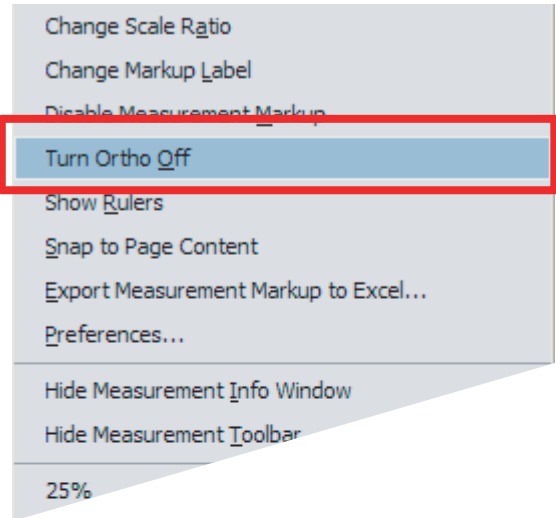 Change Scale Ratio
Change Markup Label
Disable Measurement Markup
Turn Ortho Off
Show Rulers
Snap to Page Content
Export Measurement Markup to Excel...
Preferences...
Hide Measurement Info Window
Hide Measurement Toolbar
25%